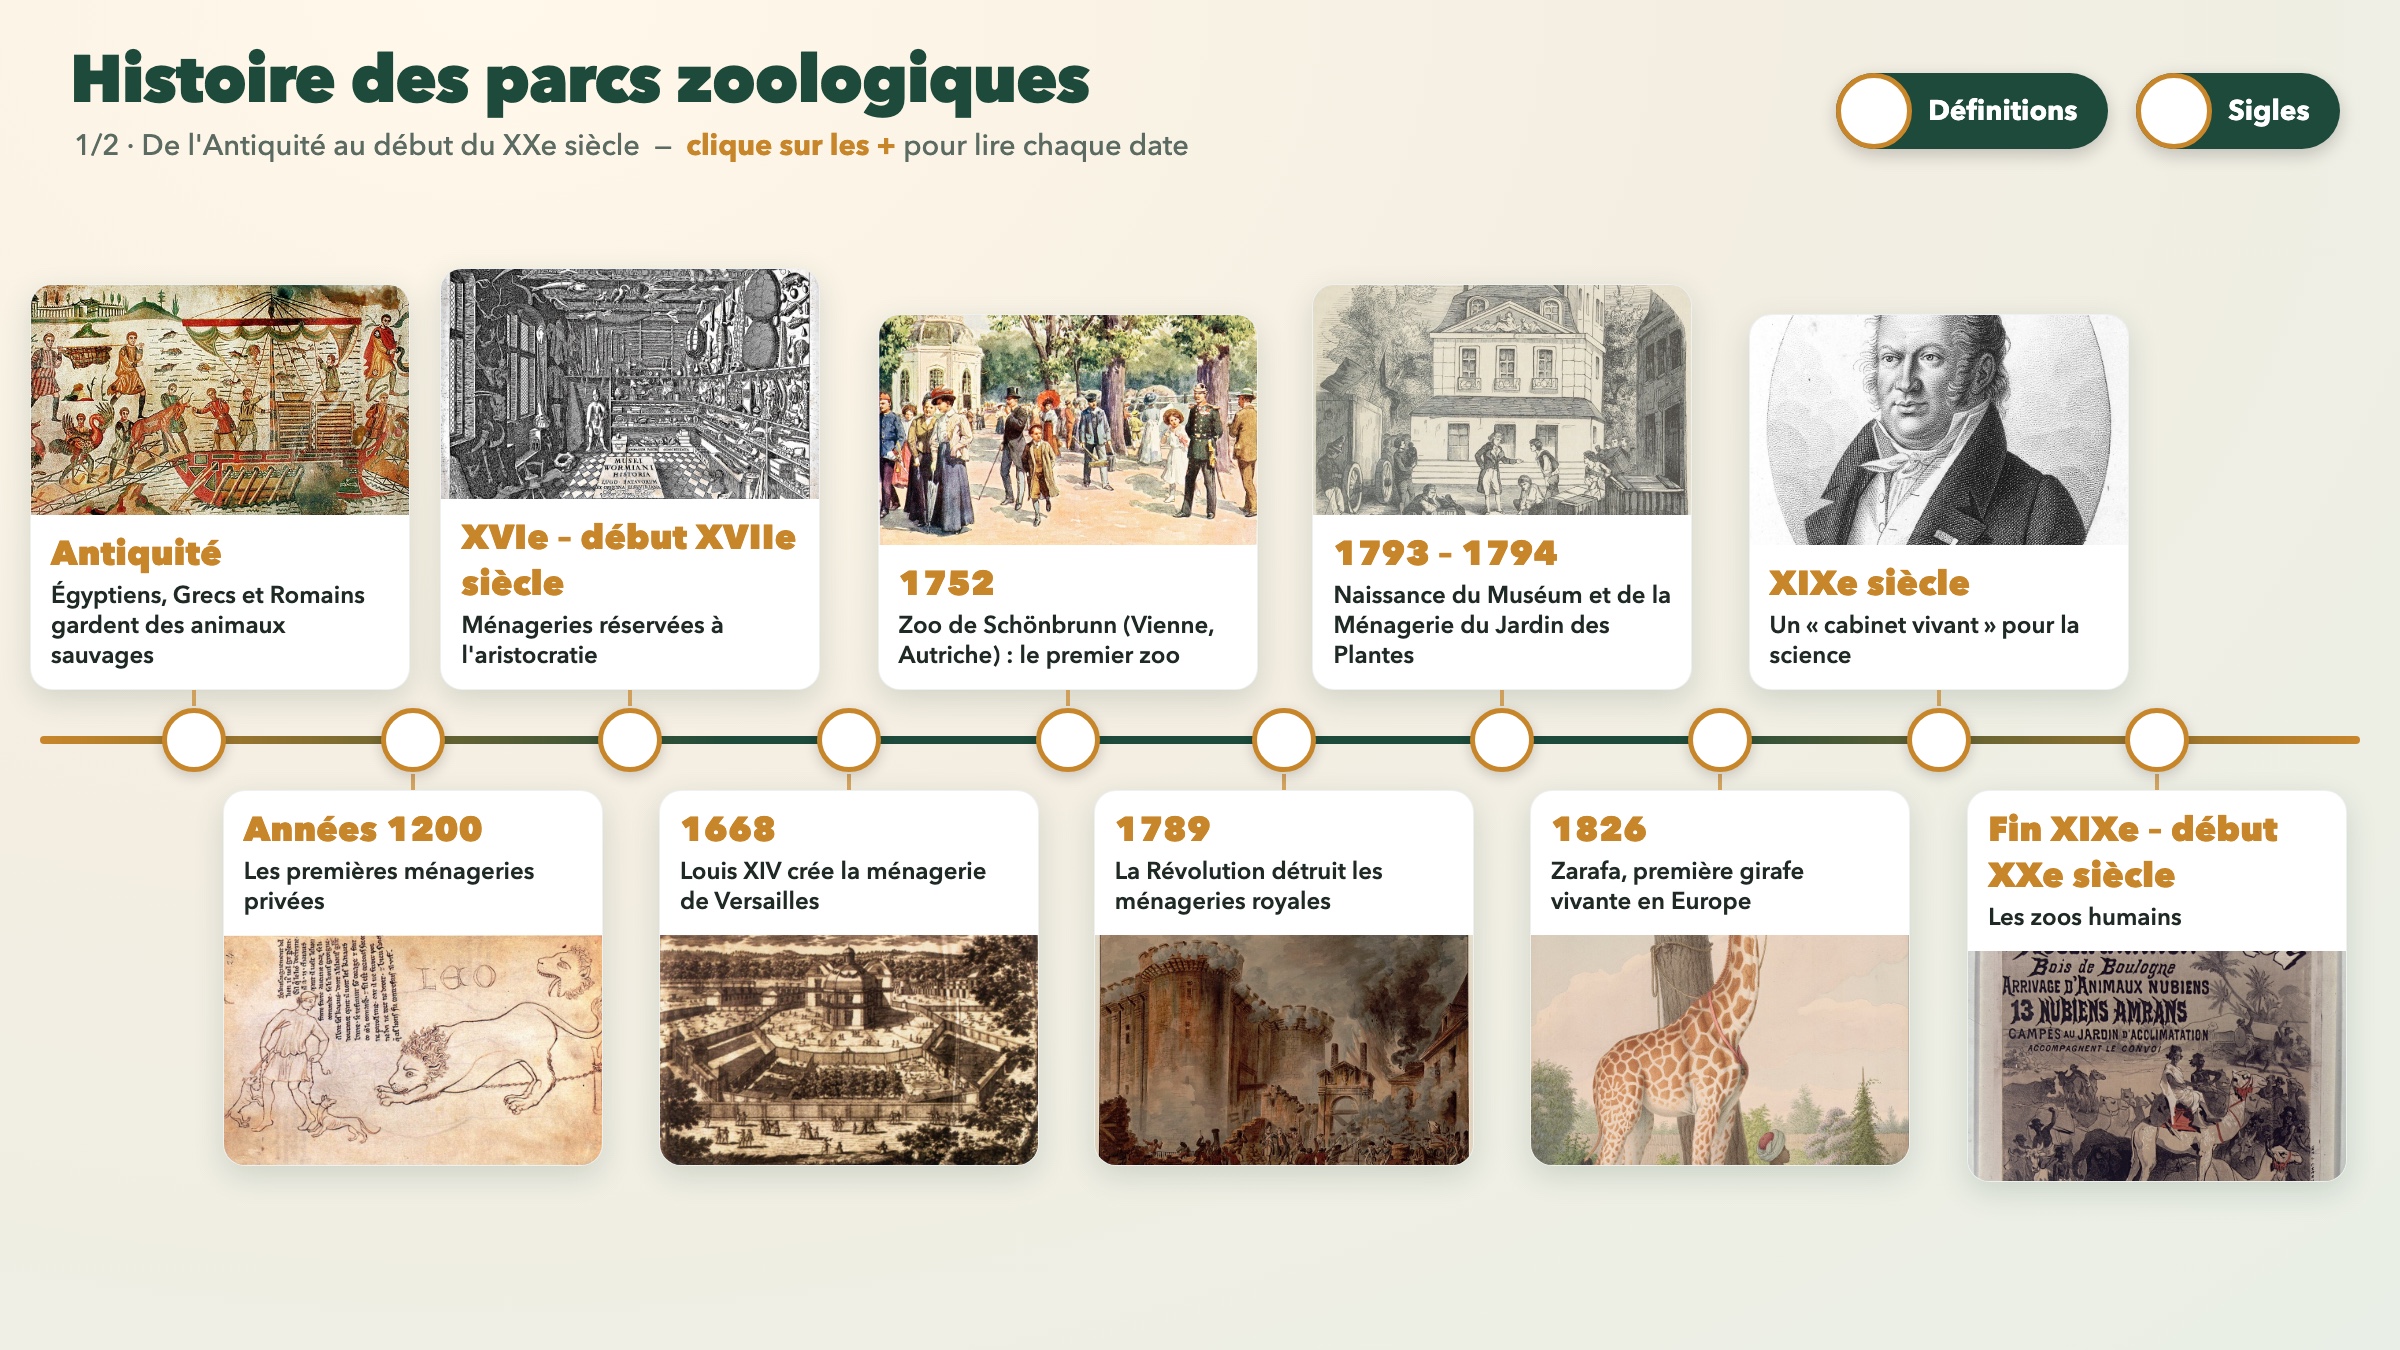 Histoire des parcs zoologiques
1/2 · De l'Antiquité au début du XXe siècle — clique sur les + pour lire chaque date
Définitions
Sigles
Antiquité
Égyptiens, Grecs et Romains
gardent des animaux
sauvages
MUSEI
WORMIANI
HISTORIA
XVIe – début XVIIe
siècle
Ménageries réservées à
l'aristocratie
1752
Zoo de Schönbrunn (Vienne,
Autriche) : le premier zoo
1793 – 1794
Naissance du Muséum et de la
Ménagerie du Jardin des
Plantes
XIXe siècle
Un « cabinet vivant » pour la
science
Années 1200
Les premières ménageries
privées
LEO
1668
Louis XIV crée la ménagerie
de Versailles
1789
La Révolution détruit les
ménageries royales
1826
Zarafa, première girafe
vivante en Europe
Fin XIXe – début
XXe siècle
Les zoos humains
Bois de Boulogne
ARRIVAGE D'ANIMAUX NUBIENS
13 NUBIENS AMRANS
CAMPÉS AU JARDIN D'ACCLIMATATION
ACCOMPAGNENT LE CONVOI